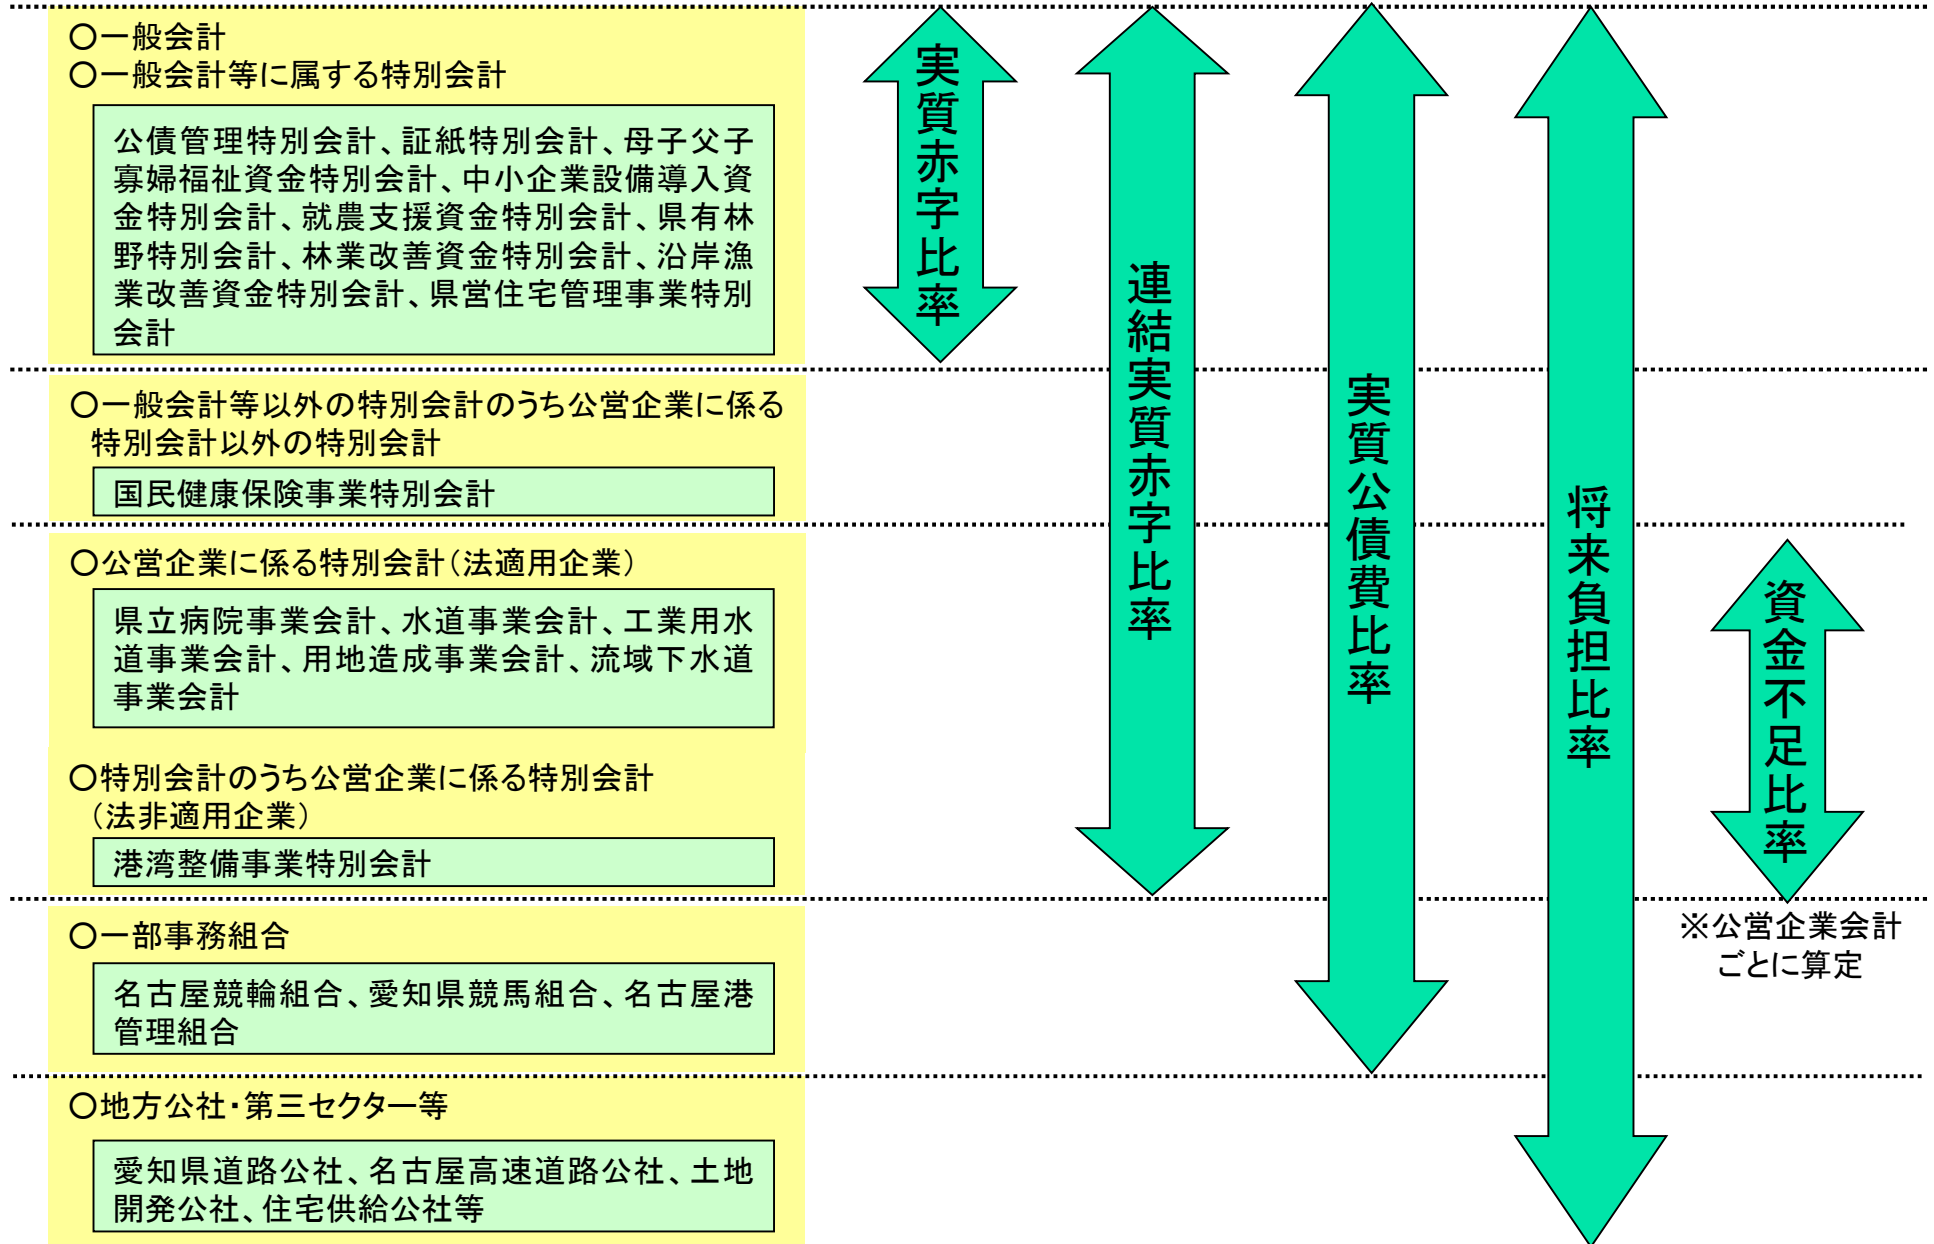 〇一般会計
〇一般会計等に属する特別会計
公債管理特別会計、証紙特別会計、母子父子
寡婦福祉資金特別会計、中小企業設備導入資
金特別会計、就農支援資金特別会計、県有林
野特別会計、林業改善資金特別会計、沿岸漁
業改善資金特別会計、県営住宅管理事業特別
会計
〇一般会計等以外の特別会計のうち公営企業に係る
特別会計以外の特別会計
国民健康保険事業特別会計
〇公営企業に係る特別会計（法適用企業）
県立病院事業会計、水道事業会計、工業用水
道事業会計、用地造成事業会計、流域下水道
事業会計
〇特別会計のうち公営企業に係る特別会計
（法非適用企業）
港湾整備事業特別会計
〇一部事務組合
名古屋競輪組合、愛知県競馬組合、名古屋港
管理組合
〇地方公社・第三セクター等
愛知県道路公社、名古屋高速道路公社、土地
開発公社、住宅供給公社等
実質赤字比率
連結実質赤字比率
実質公債費比率
将来負担比率
資金不足比率
※公営企業会計
ごとに算定